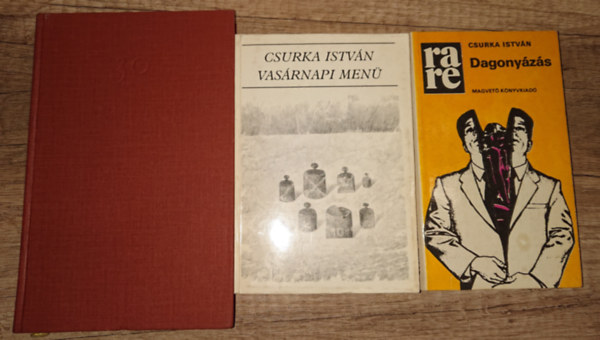 CSURKA ISTVÁN
VASÁRNAPI MENÜ
ra
re
CSURKA ISTVÁN
Dagonyázás
MAGVETŐ KÖNYVKIADÓ